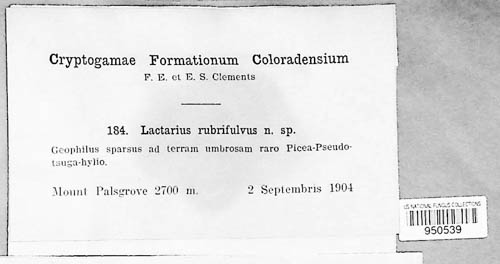 Cryptogamae Formationum Coloradensium
F. E. et E. S. Clements
184. Lactarius rubrifulvus n. sp.
Geophilus sparsus ad terram umbrosam raro Picea-Pseudo-
tsuga-hylio.
Mount Palsgrove 2700 m. 2 Septembris 1904
US NATIONAL FUNGUS COLLECTIONS
950539